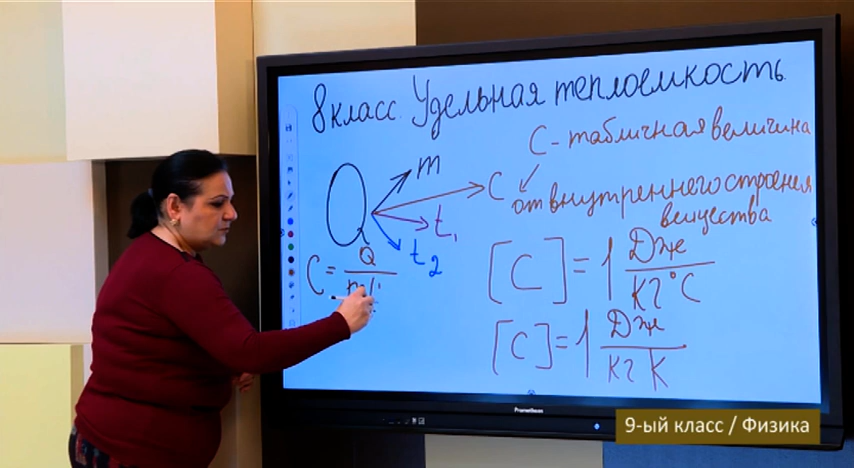 8 класс. Удельная теплоемкость.
C - табличная величина
от внутреннего строения
вещества
Q
m
C
t₁
t₂
C = Q / m
[C] = 1 Дж / кг°C
[C] = 1 Дж / кг K
Promethean
9-ый класс / Физика